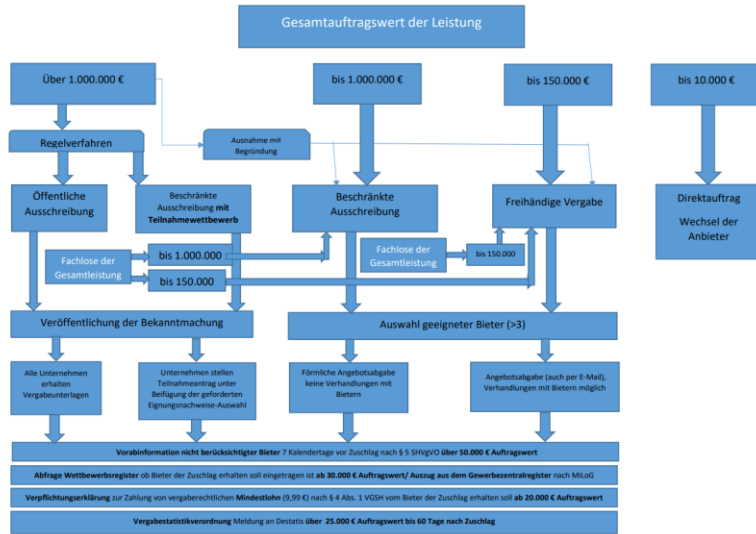 Gesamtauftragswert der Leistung
Über 1.000.000 €
bis 1.000.000 €
bis 150.000 €
bis 10.000 €
Regelverfahren
Ausnahme mit
Begründung
Öffentliche
Ausschreibung
Beschränkte
Ausschreibung mit
Teilnahmewettbewerb
Beschränkte
Ausschreibung
Freihändige Vergabe
Direktauftrag
Wechsel der
Anbieter
Fachlose der
Gesamtleistung
bis 1.000.000
bis 150.000
Fachlose der
Gesamtleistung
bis 150.000
Veröffentlichung der Bekanntmachung
Auswahl geeigneter Bieter (>3)
Alle Unternehmen
erhalten
Vergabeunterlagen
Unternehmen stellen
Teilnahmeantrag unter
Beifügung der geforderten
Eignungsnachweise-Auswahl
Förmliche Angebotsabgabe
keine Verhandlungen mit
Bietern
Angebotsabgabe (auch per E-Mail),
Verhandlungen mit Bietern möglich
Vorabinformation nicht berücksichtigter Bieter 7 Kalendertage vor Zuschlag nach § 5 SHVgVO über 50.000 € Auftragswert
Abfrage Wettbewerbsregister ob Bieter der Zuschlag erhalten soll eingetragen ist ab 30.000 € Auftragswert/ Auszug aus dem Gewerbezentralregister nach MiLoG
Verpflichtungserklärung zur Zahlung von vergaberechtlichen Mindestlohn (9,99 €) nach § 4 Abs. 1 VGSH vom Bieter der Zuschlag erhalten soll ab 20.000 € Auftragswert
Vergabestatistikverordnung Meldung an Destatis über 25.000 € Auftragswert bis 60 Tage nach Zuschlag